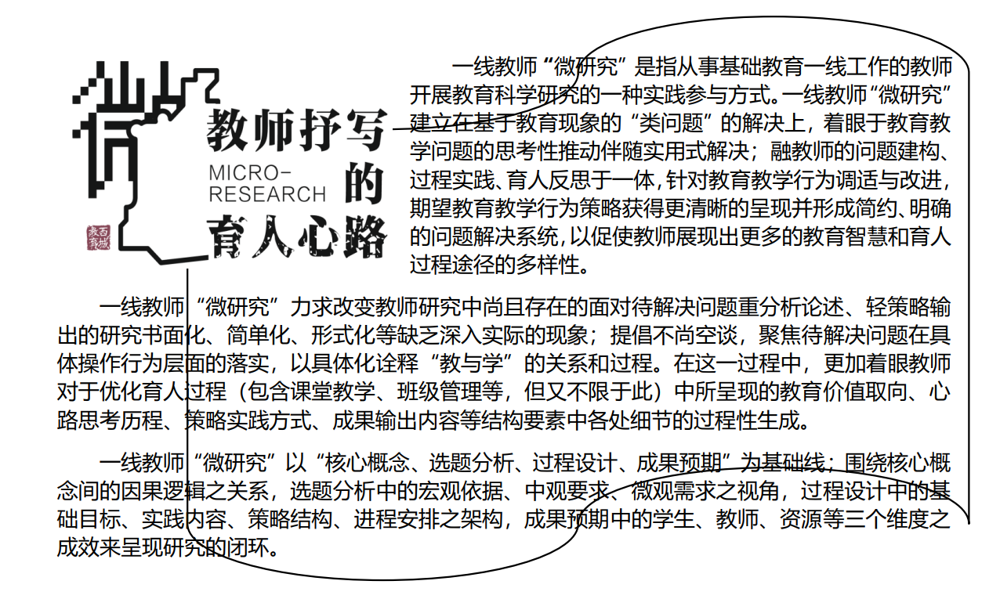 微
教师抒写
MICRO-
RESEARCH
的
育人心路
西城
教育
一线教师“微研究”是指从事基础教育一线工作的教师
开展教育科学研究的一种实践参与方式。一线教师“微研究”
建立在基于教育现象的“类问题”的解决上，着眼于教育教
学问题的思考性推动伴随实用式解决；融教师的问题建构、
过程实践、育人反思于一体，针对教育教学行为调适与改进，
期望教育教学行为策略获得更清晰的呈现并形成简约、明确
的问题解决系统，以促使教师展现出更多的教育智慧和育人
过程途径的多样性。
一线教师“微研究”力求改变教师研究中尚且存在的面对待解决问题重分析论述、轻策略输
出的研究书面化、简单化、形式化等缺乏深入实际的现象；提倡不尚空谈，聚焦待解决问题在具
体操作行为层面的落实，以具体化诠释“教与学”的关系和过程。在这一过程中，更加着眼教师
对于优化育人过程（包含课堂教学、班级管理等，但又不限于此）中所呈现的教育价值取向、心
路思考历程、策略实践方式、成果输出内容等结构要素中各处细节的过程性生成。
一线教师“微研究”以“核心概念、选题分析、过程设计、成果预期”为基础线；围绕核心概
念间的因果逻辑之关系，选题分析中的宏观依据、中观要求、微观需求之视角，过程设计中的基
础目标、实践内容、策略结构、进程安排之架构，成果预期中的学生、教师、资源等三个维度之
成效来呈现研究的闭环。